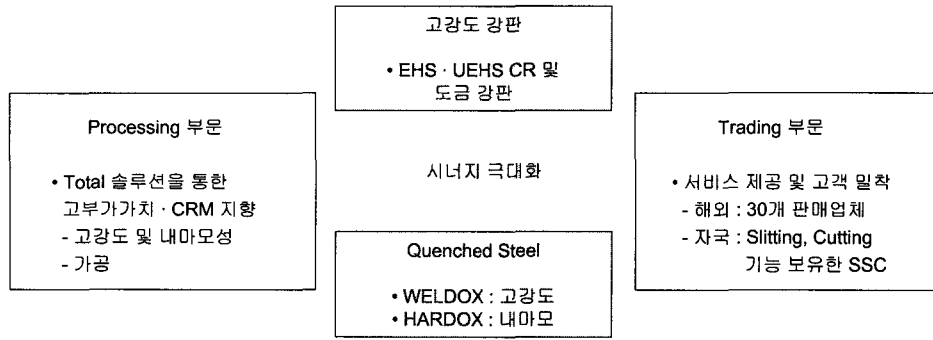 고강도 강판
• EHS · UEHS CR 및
도금 강판
Processing 부문
• Total 솔루션을 통한
고부가가치 · CRM 지향
- 고강도 및 내마모성
- 가공
시너지 극대화
Trading 부문
• 서비스 제공 및 고객 밀착
- 해외 : 30개 판매업체
- 자국 : Slitting, Cutting
기능 보유한 SSC
Quenched Steel
• WELDOX : 고강도
• HARDOX : 내마모